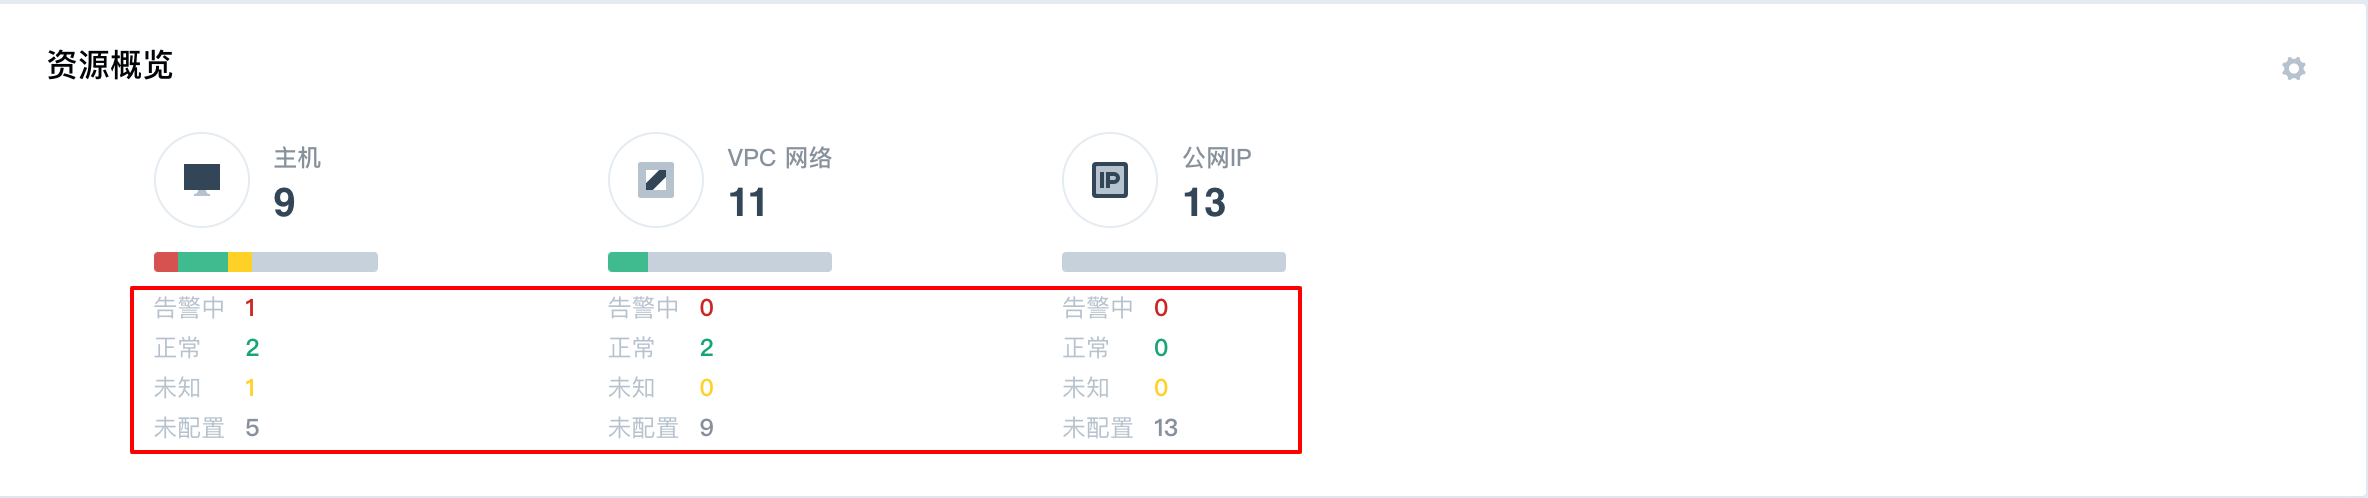 资源概览
主机
9
告警中 1
正常 2
未知 1
未配置 5
VPC 网络
11
告警中 0
正常 2
未知 0
未配置 9
IP
公网IP
13
告警中 0
正常 0
未知 0
未配置 13